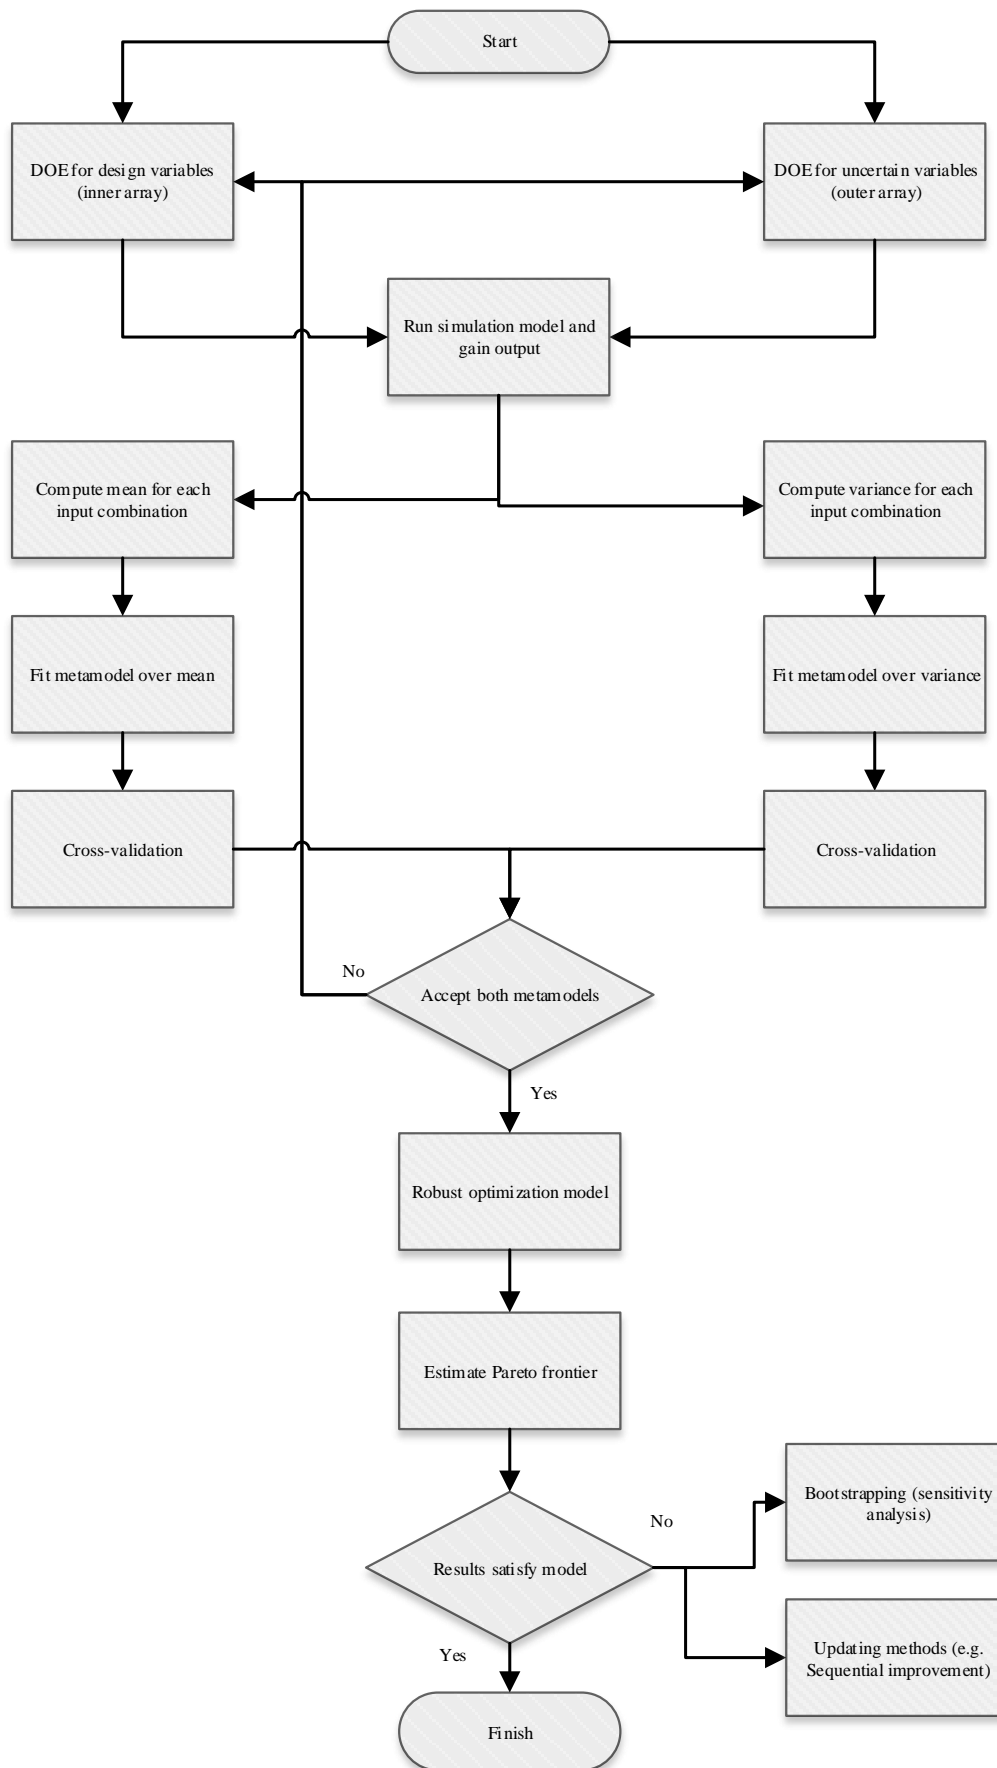 Start
DOE for design variables
(inner array)
DOE for uncertain variables
(outer array)
Run simulation model and
gain output
Compute mean for each
input combination
Compute variance for each
input combination
Fit metamodel over mean
Fit metamodel over variance
Cross-validation
Cross-validation
No
Accept both metamodels
Yes
Robust optimization model
Estimate Pareto frontier
Bootstrapping (sensitivity
analysis)
No
Results satisfy model
Updating methods (e.g.
Sequential improvement)
Yes
Finish